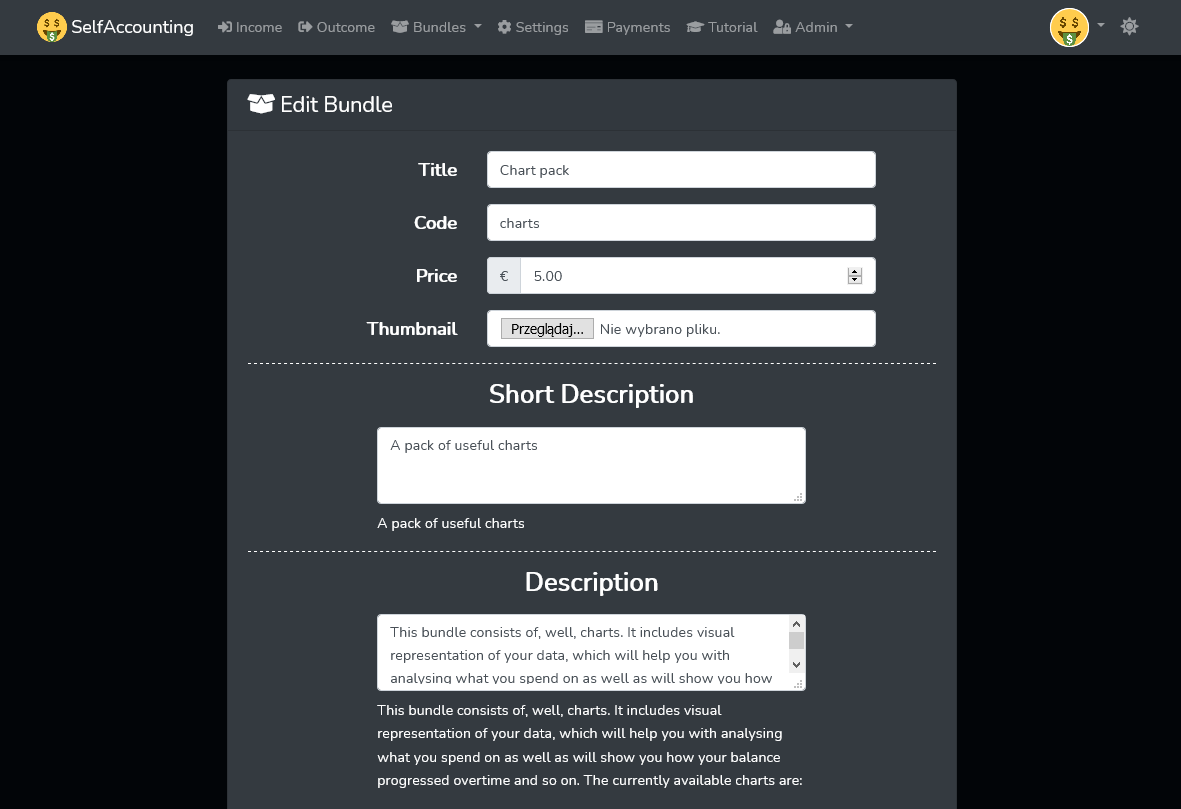 SelfAccounting Income Outcome Bundles Settings Payments Tutorial Admin
Edit Bundle
Title Chart pack
Code charts
Price € 5.00
Thumbnail Przeglądaj... Nie wybrano pliku.
Short Description
A pack of useful charts
A pack of useful charts
Description
This bundle consists of, well, charts. It includes visual
representation of your data, which will help you with
analysing what you spend on as well as will show you how
This bundle consists of, well, charts. It includes visual
representation of your data, which will help you with analysing
what you spend on as well as will show you how your balance
progressed overtime and so on. The currently available charts are: